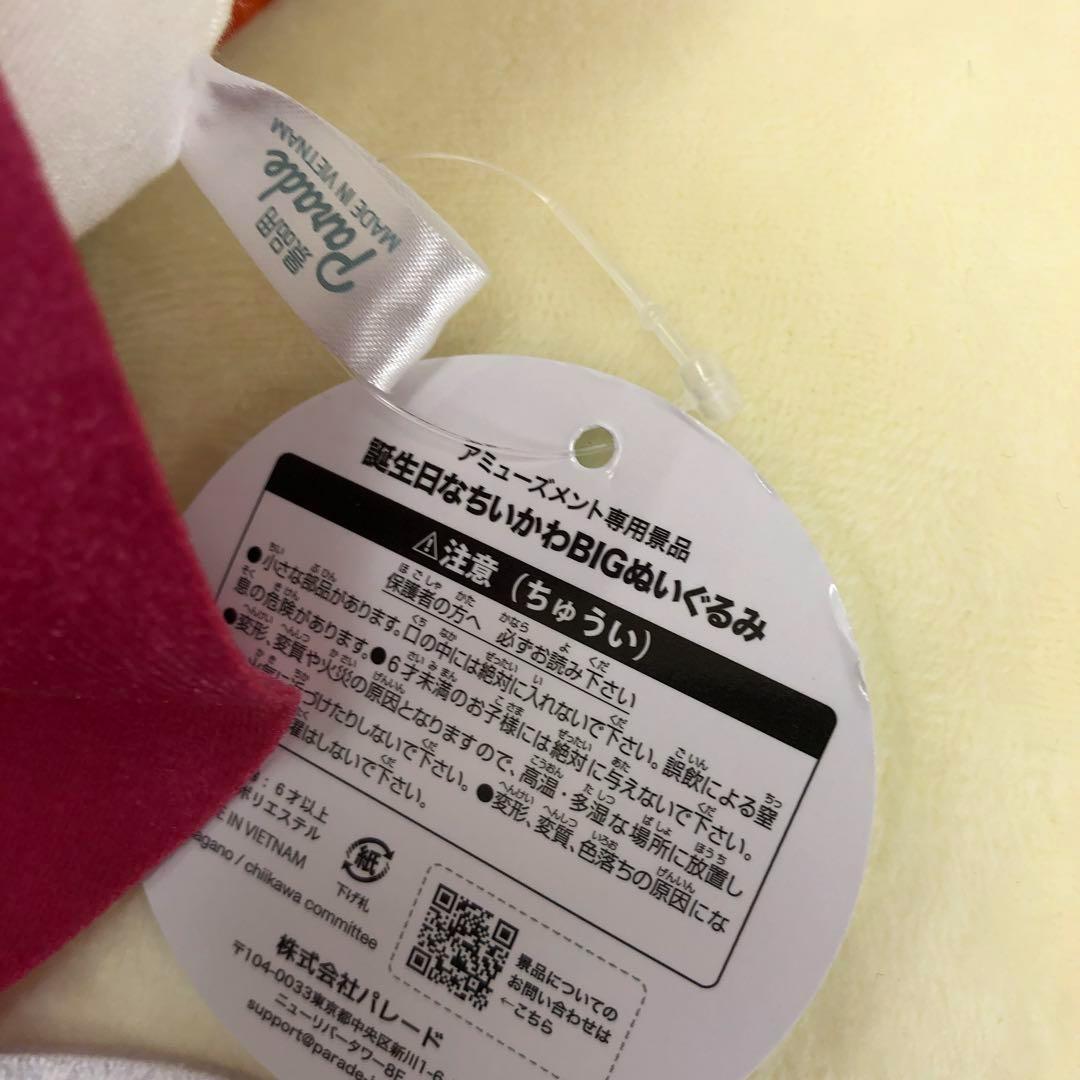 景品用
Parade
MADE IN VIETNAM
アミューズメント専用景品
誕生日なちいかわBIGぬいぐるみ
⚠注意（ちゅうい）
保護者の方へ 必ずお読み下さい
●小さな部品があります。口の中には絶対に入れないで下さい。誤飲による窒
息の危険があります。●6才未満のお子様には絶対に与えないで下さい。
●変形、変質や火災の原因となりますので、高温・多湿な場所に放置し
づけたりしないで下さい。●変形、変質、色落ちの原因にな
はしないで下さい。
：6才以上
ポリエステル
IN VIETNAM
agano / chiikawa committee
紙
下げ札
景品についての
お問い合わせは
←こちら
株式会社パレード
〒104-0033東京都中央区新川1-6
ニューリバータワー8F
support@parade.